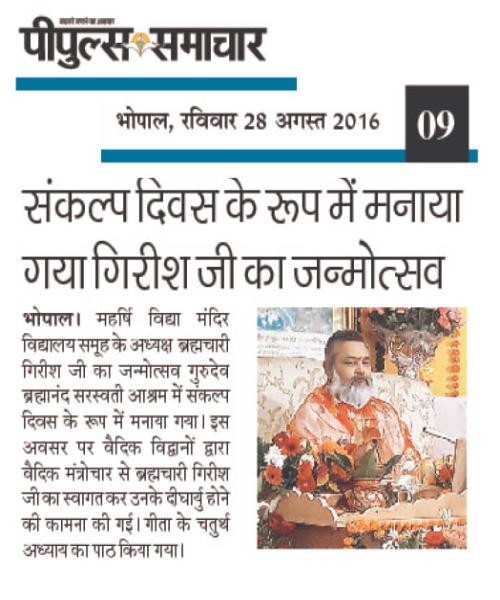 पीपुल्स समाचार
भोपाल, रविवार 28 अगस्त 2016
09
संकल्प दिवस के रूप में मनाया
गया गिरीश जी का जन्मोत्सव
भोपाल। महर्षि विद्या मंदिर
विद्यालय समूह के अध्यक्ष ब्रह्मचारी
गिरीश जी का जन्मोत्सव गुरुदेव
ब्रह्मानंद सरस्वती आश्रम में संकल्प
दिवस के रूप में मनाया गया। इस
अवसर पर वैदिक विद्वानों द्वारा
वैदिक मंत्रोचार से ब्रह्मचारी गिरीश
जी का स्वागत कर उनके दीघार्यु होने
की कामना की गई। गीता के चतुर्थ
अध्याय का पाठ किया गया।